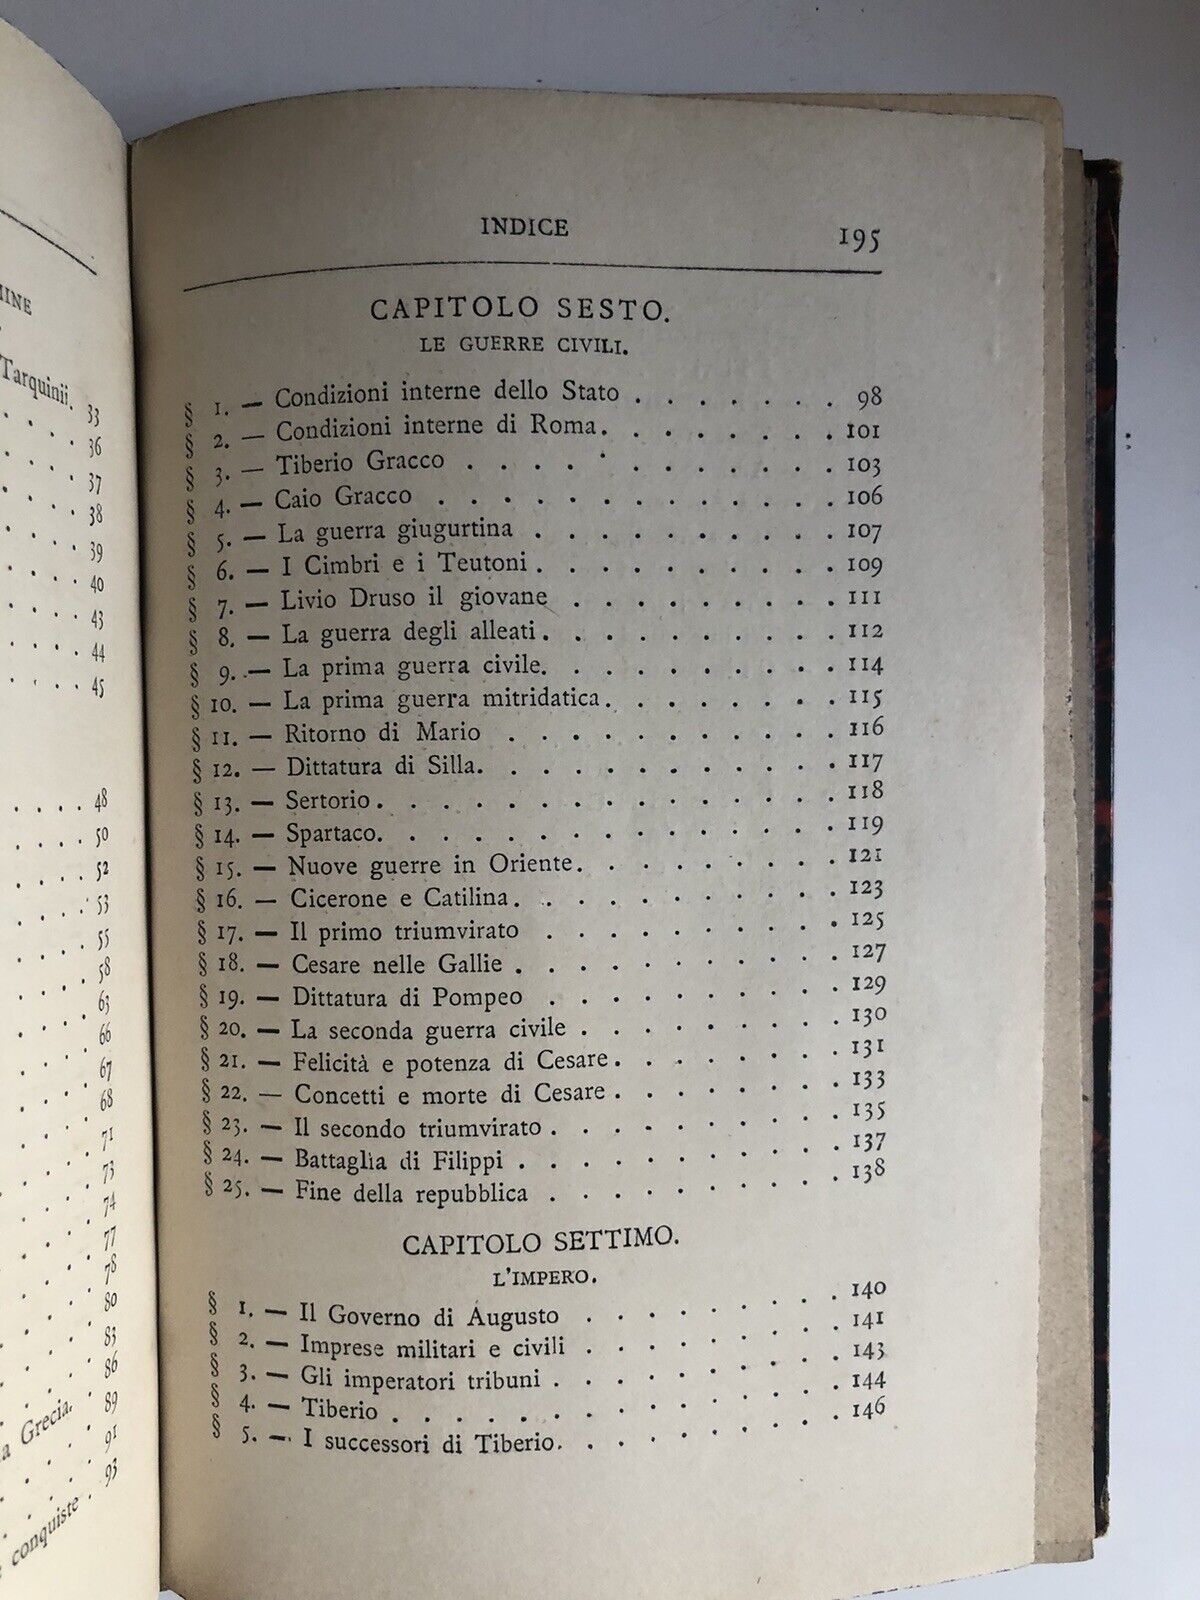 MINE
Tarquinii. 33
36
37
38
39
40
43
44
45
48
50
52
53
55
58
63
66
67
68
71
73
74
77
78
80
83
86
Grecia. 89
91
conquiste . 93
INDICE 195
CAPITOLO SESTO.
LE GUERRE CIVILI.
§ 1. — Condizioni interne dello Stato . . . . . . . 98
§ 2. — Condizioni interne di Roma. . . . . . . . 101
§ 3. — Tiberio Gracco . . . . . . . . . . . . 103
§ 4. — Caio Gracco . . . . . . . . . . . . . 106
§ 5. — La guerra giugurtina . . . . . . . . . . 107
§ 6. — I Cimbri e i Teutoni . . . . . . . . . . 109
§ 7. — Livio Druso il giovane . . . . . . . . . 111
§ 8. — La guerra degli alleati . . . . . . . . . . 112
§ 9. — La prima guerra civile. . . . . . . . . . 114
§ 10. — La prima guerra mitridatica. . . . . . . . 115
§ 11. — Ritorno di Mario . . . . . . . . . . . 116
§ 12. — Dittatura di Silla. . . . . . . . . . . . 117
§ 13. — Sertorio . . . . . . . . . . . . . . . 118
§ 14. — Spartaco. . . . . . . . . . . . . . . 119
§ 15. — Nuove guerre in Oriente. . . . . . . . . 121
§ 16. — Cicerone e Catilina. . . . . . . . . . . 123
§ 17. — Il primo triumvirato . . . . . . . . . . 125
§ 18. — Cesare nelle Gallie . . . . . . . . . . . 127
§ 19. — Dittatura di Pompeo . . . . . . . . . . 129
§ 20. — La seconda guerra civile . . . . . . . . . 130
§ 21. — Felicità e potenza di Cesare . . . . . . . . 131
§ 22. — Concetti e morte di Cesare . . . . . . . . 133
§ 23. — Il secondo triumvirato . . . . . . . . . . 135
§ 24. — Battaglia di Filippi . . . . . . . . . . . 137
§ 25. — Fine della repubblica . . . . . . . . . . 138
CAPITOLO SETTIMO.
L'IMPERO.
§ 1. — Il Governo di Augusto . . . . . . . . . 140
§ 2. — Imprese militari e civili . . . . . . . . . 141
§ 3. — Gli imperatori tribuni . . . . . . . . . . 143
§ 4. — Tiberio . . . . . . . . . . . . . . . 144
§ 5. — I successori di Tiberio. . . . . . . . . . 146